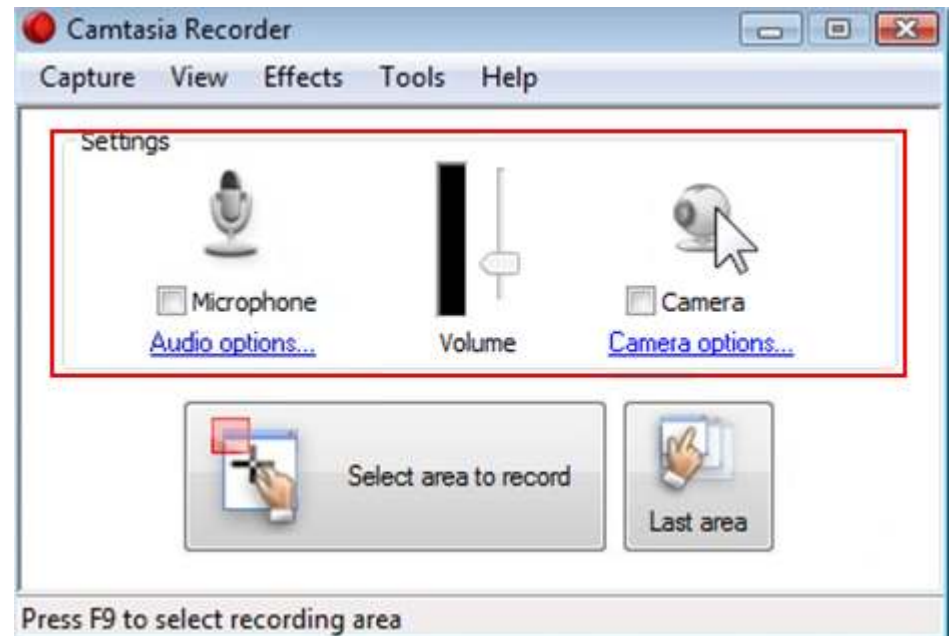 Camtasia Recorder
Capture View Effects Tools Help
Settings
Microphone
Audio options...
Volume
Camera
Camera options...
Select area to record
Last area
Press F9 to select recording area